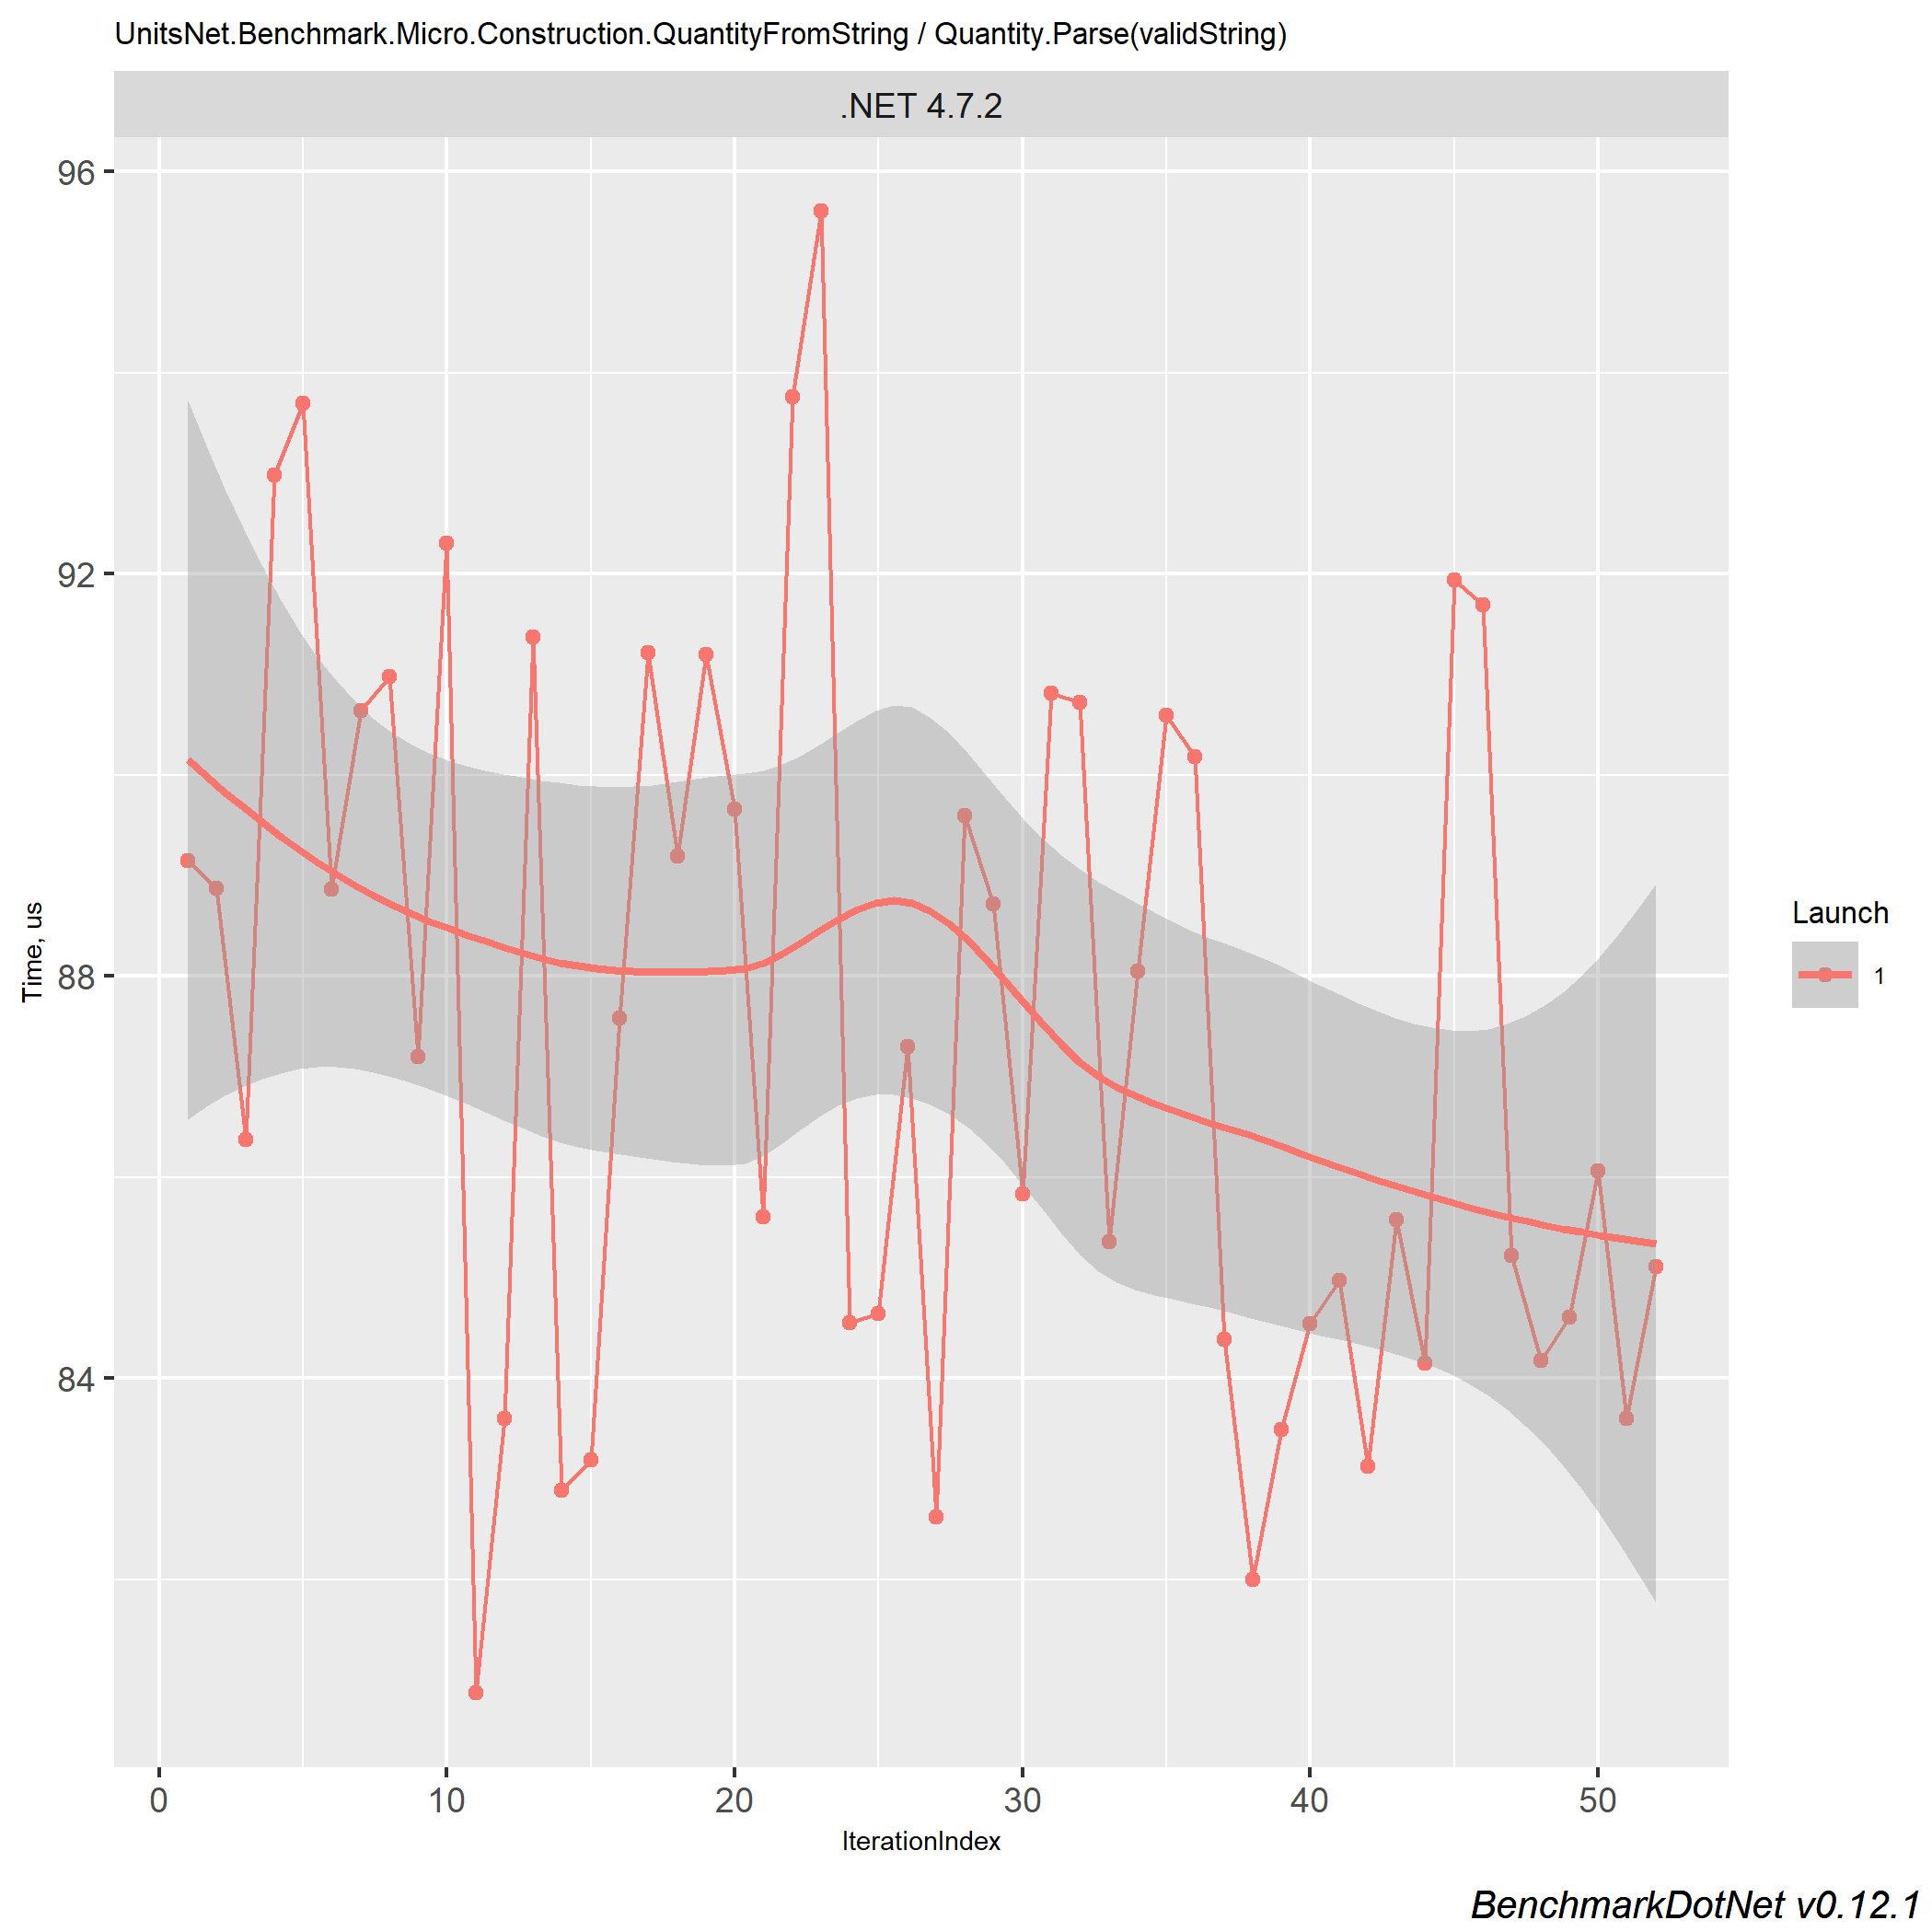 UnitsNet.Benchmark.Micro.Construction.QuantityFromString / Quantity.Parse(validString)
.NET 4.7.2
96
92
88
84
Time, us
0 10 20 30 40 50
IterationIndex
Launch
1
BenchmarkDotNet v0.12.1